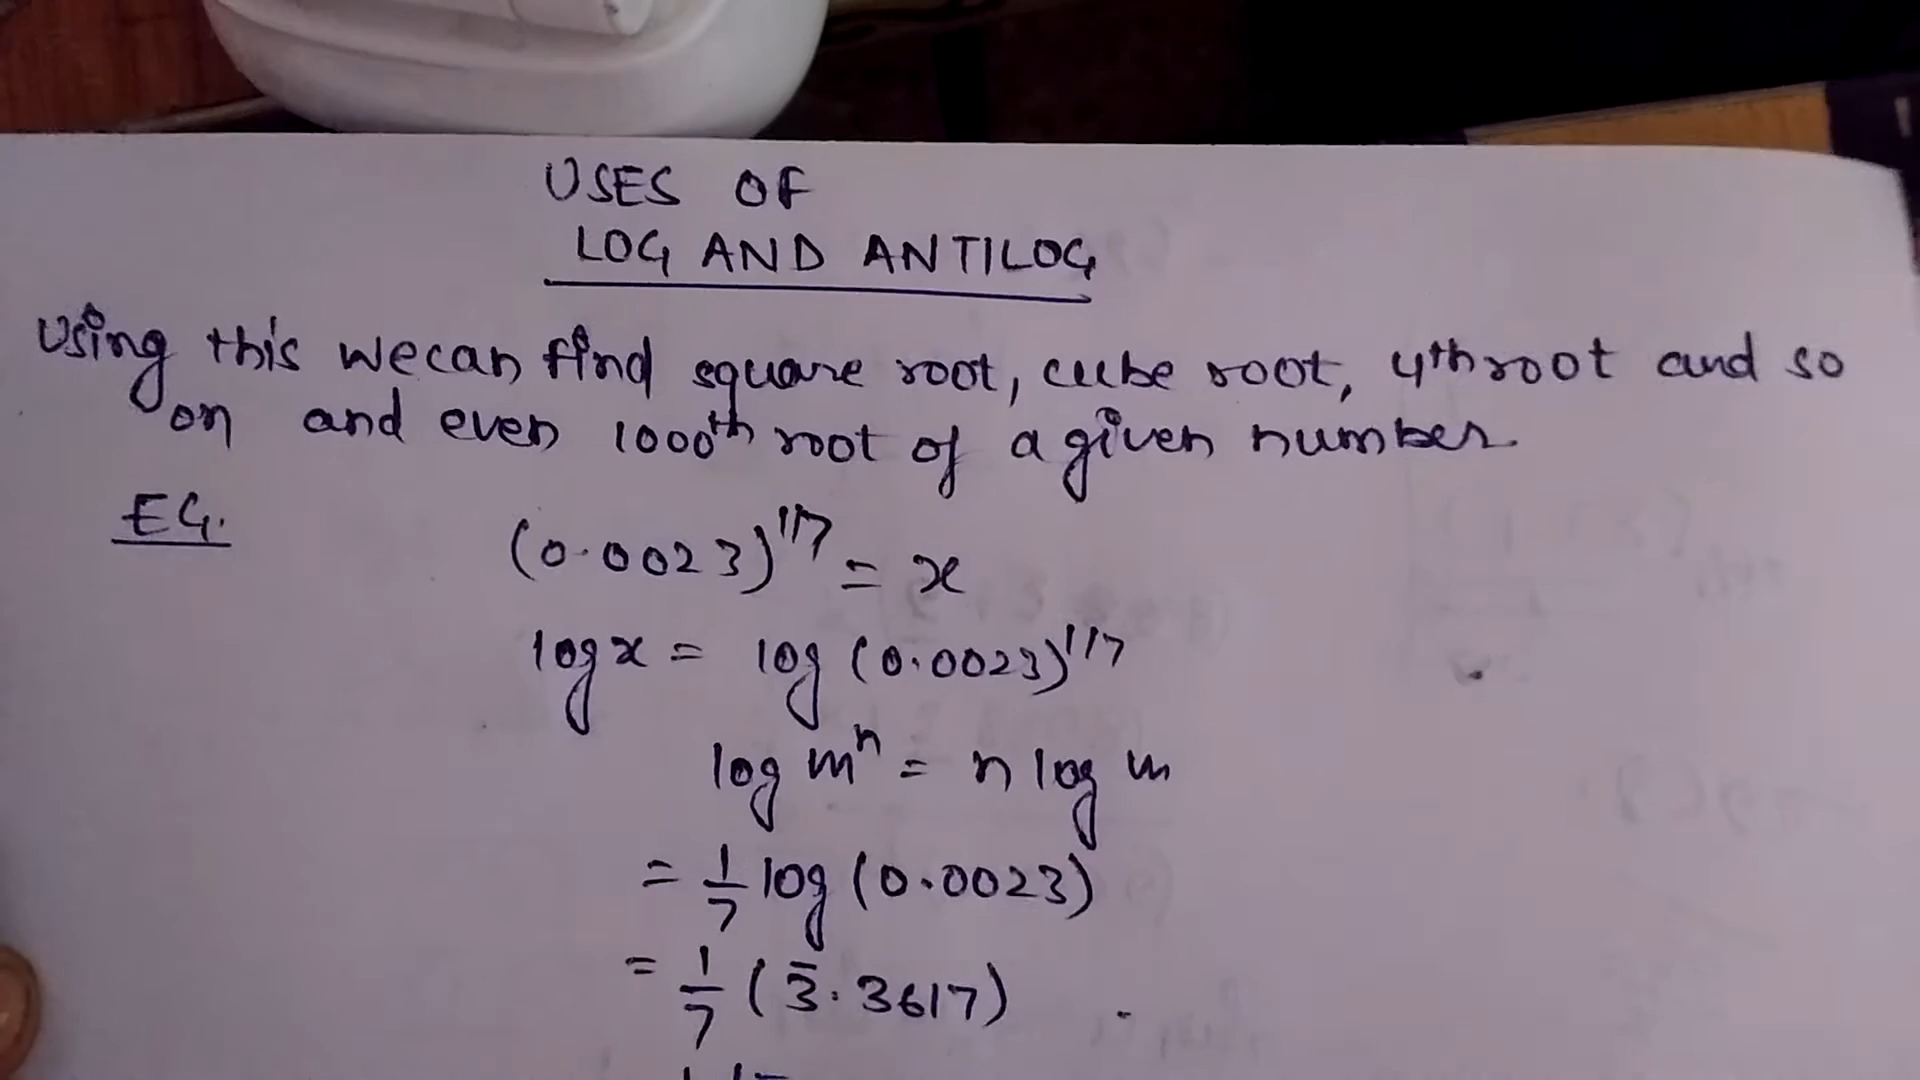 USES OF
LOG AND ANTILOG
Using this we can find square root, cube root, 4th root and so
on and even 1000th root of a given number.
EG.
(0.0023)^1/7 = x
log x = log (0.0023)^1/7
log m^n = n log m
= 1/7 log (0.0023)
= 1/7 (3̄.3617)